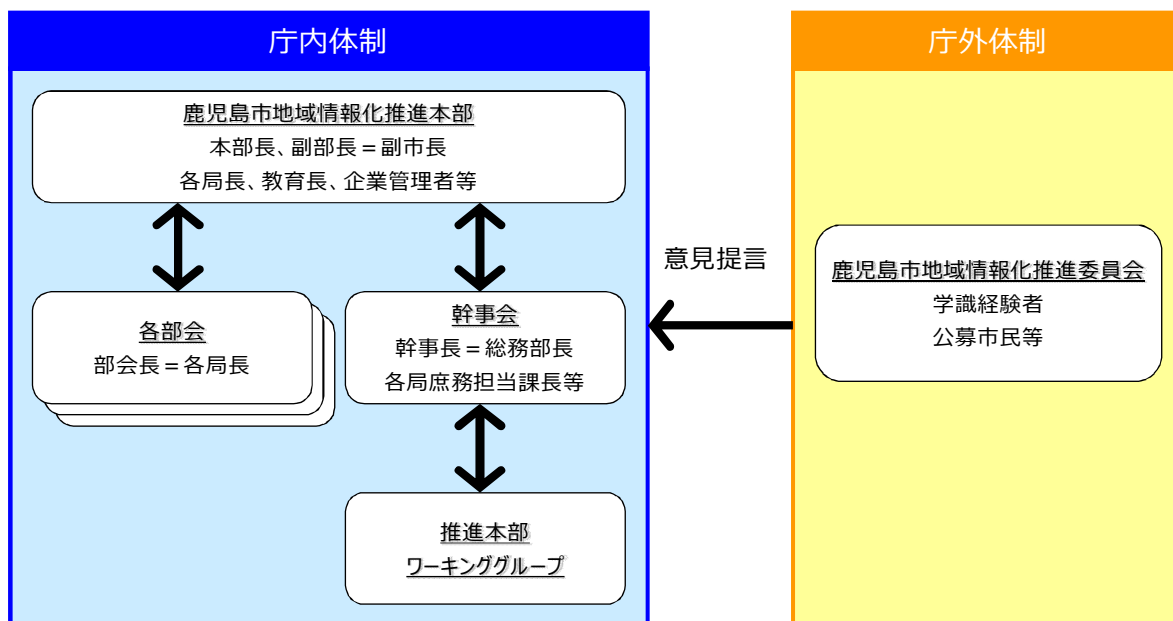 庁内体制
鹿児島市地域情報化推進本部
本部長、副部長＝副市長
各局長、教育長、企業管理者等
各部会
部会長＝各局長
幹事会
幹事長＝総務部長
各局庶務担当課長等
推進本部
ワーキンググループ
意見提言
庁外体制
鹿児島市地域情報化推進委員会
学識経験者
公募市民等